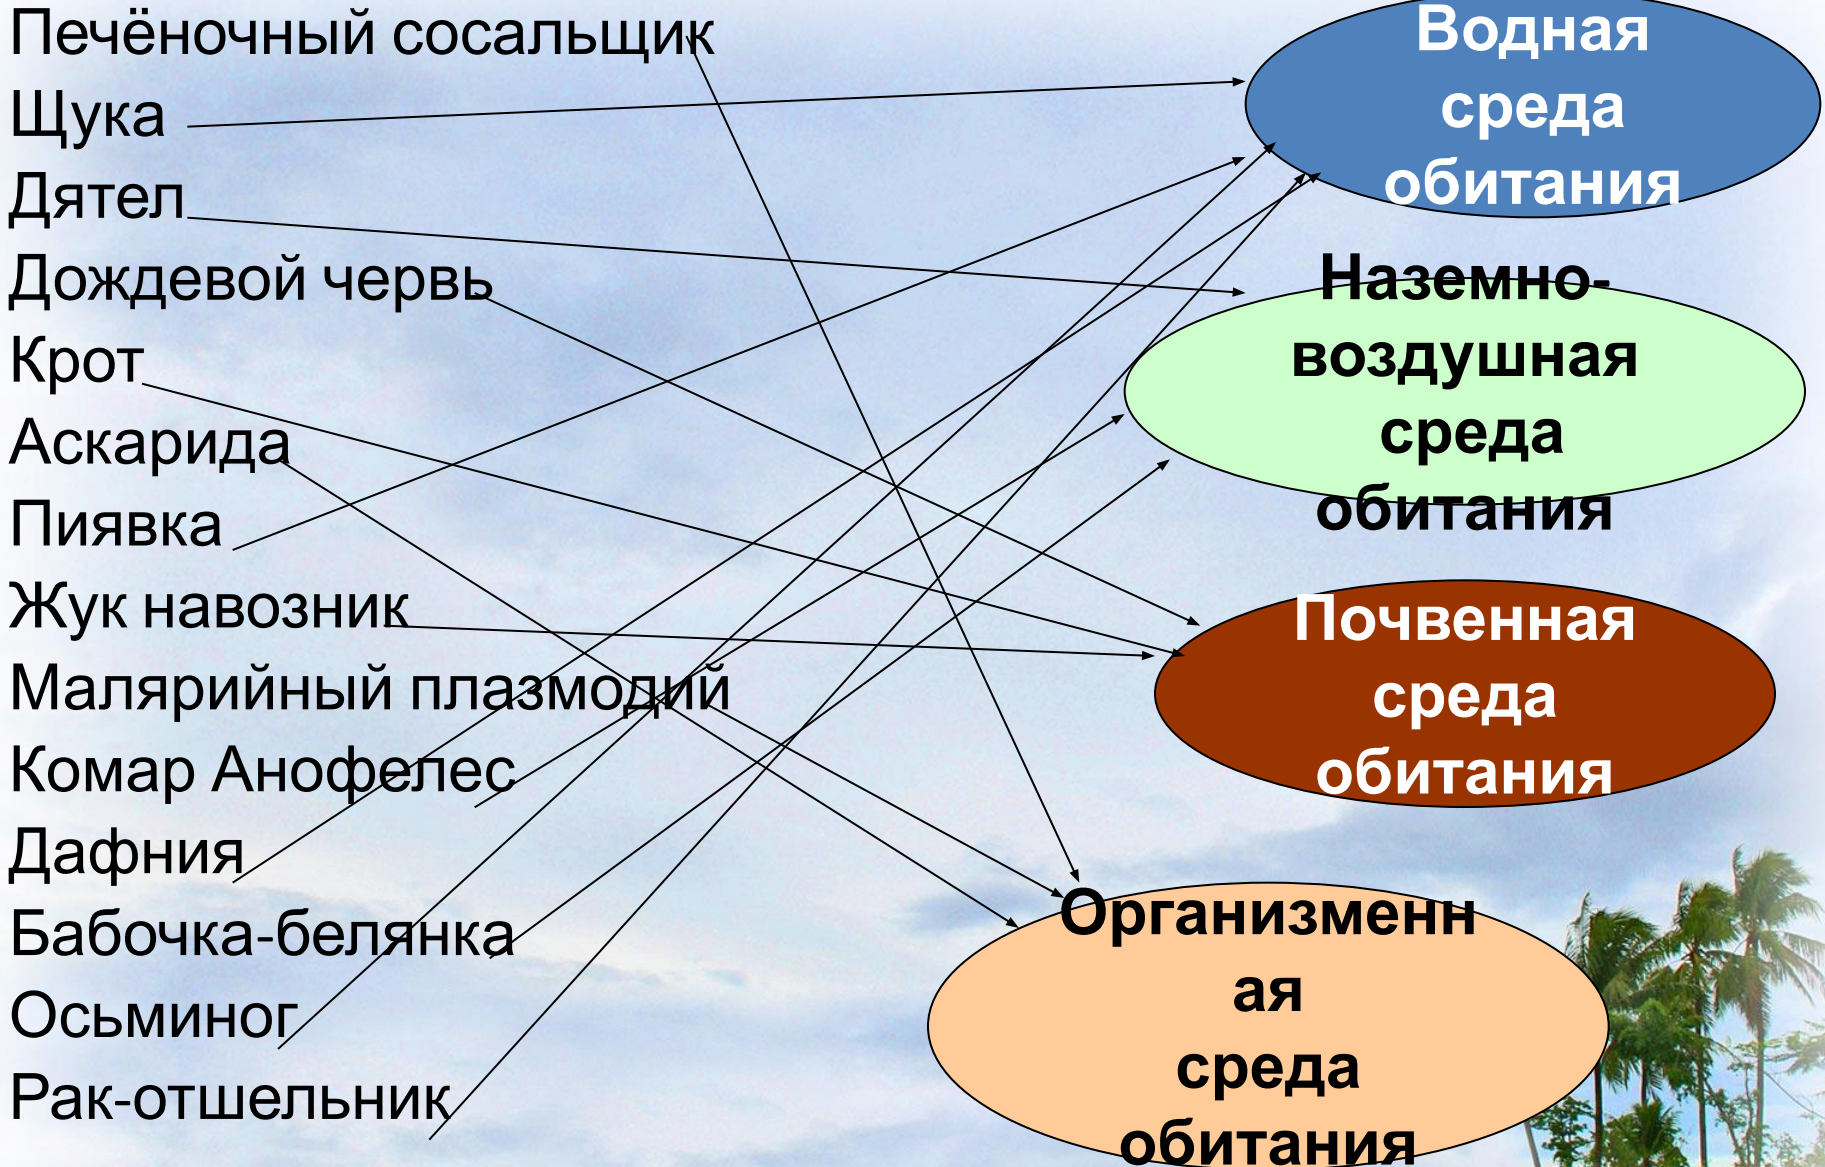 Печёночный сосальщик
Щука
Дятел
Дождевой червь
Крот
Аскарида
Пиявка
Жук навозник
Малярийный плазмодий
Комар Анофелес
Дафния
Бабочка-белянка
Осьминог
Рак-отшельник
Водная
среда
обитания
Наземно-
воздушная
среда
обитания
Почвенная
среда
обитания
Организменн
ая
среда
обитания